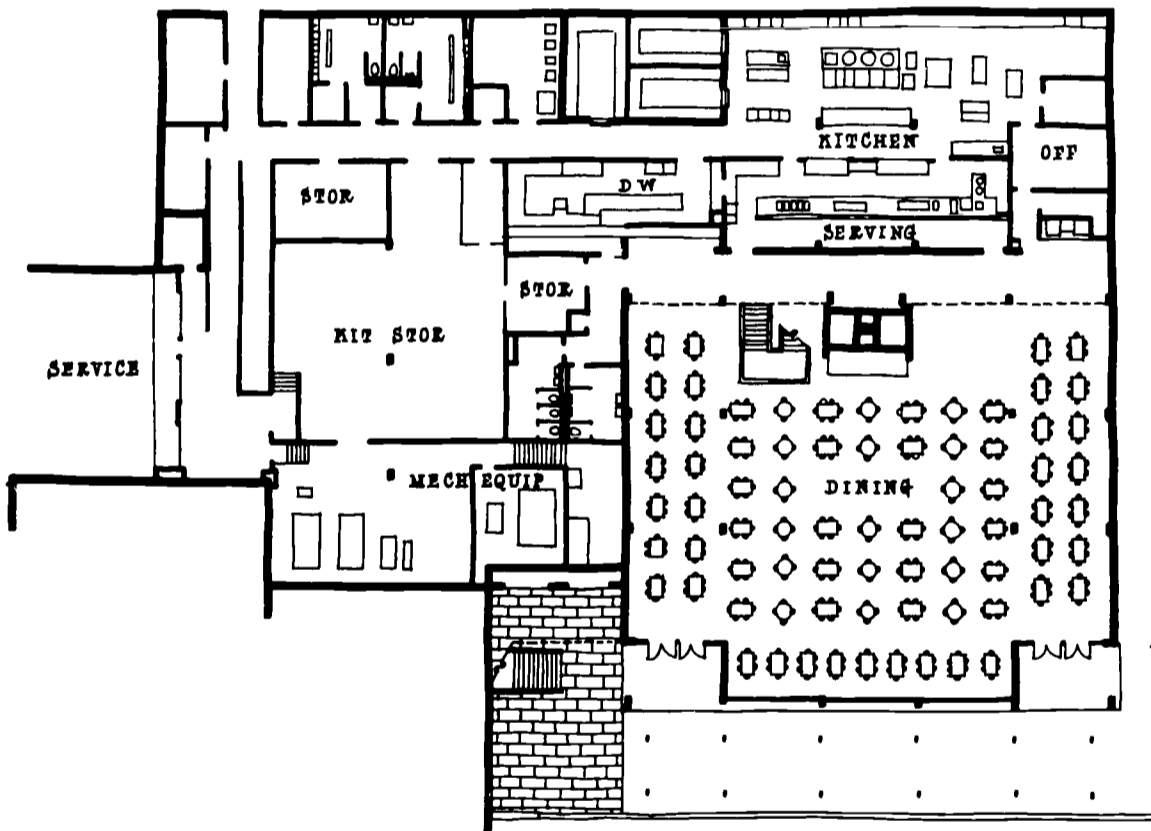 KITCHEN
OFF
STOR
DW
SERVING
STOR
KIT STOR
SERVICE
MECH EQUIP
DINING